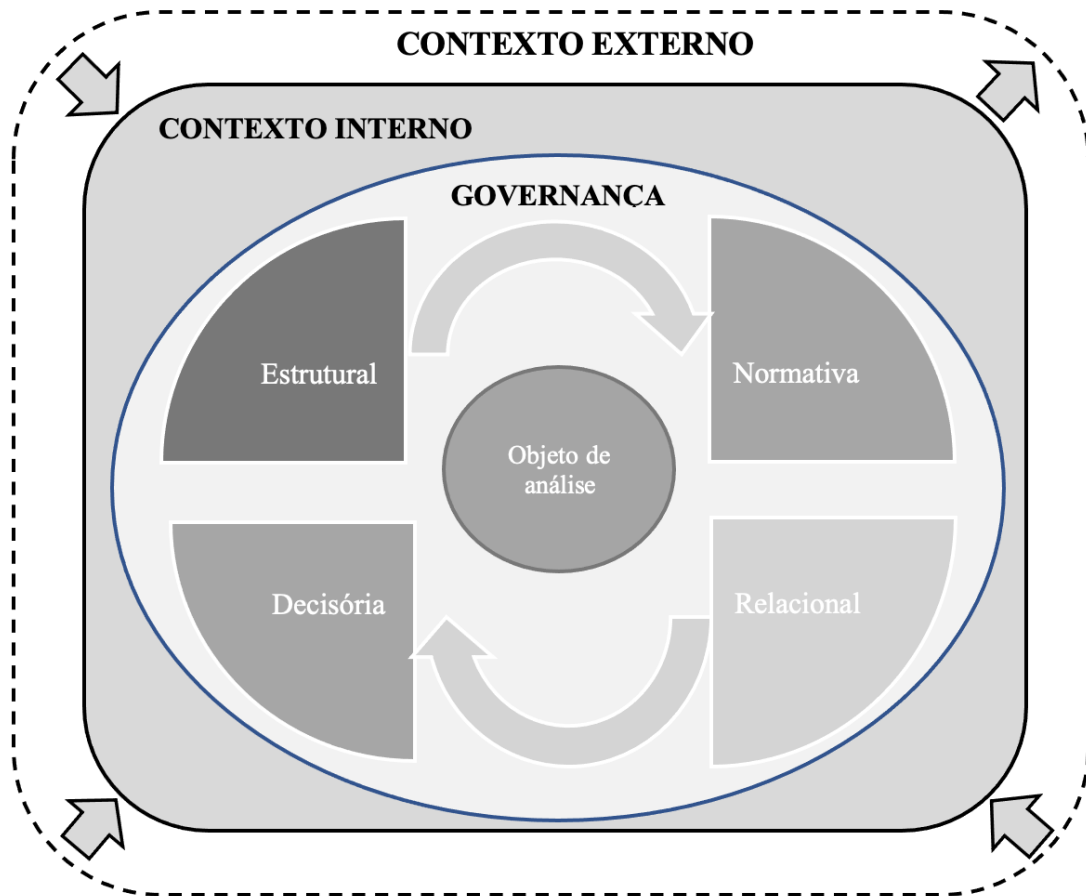 CONTEXTO EXTERNO
CONTEXTO INTERNO
GOVERNANÇA
Estrutural
Normativa
Objeto de
análise
Decisória
Relacional